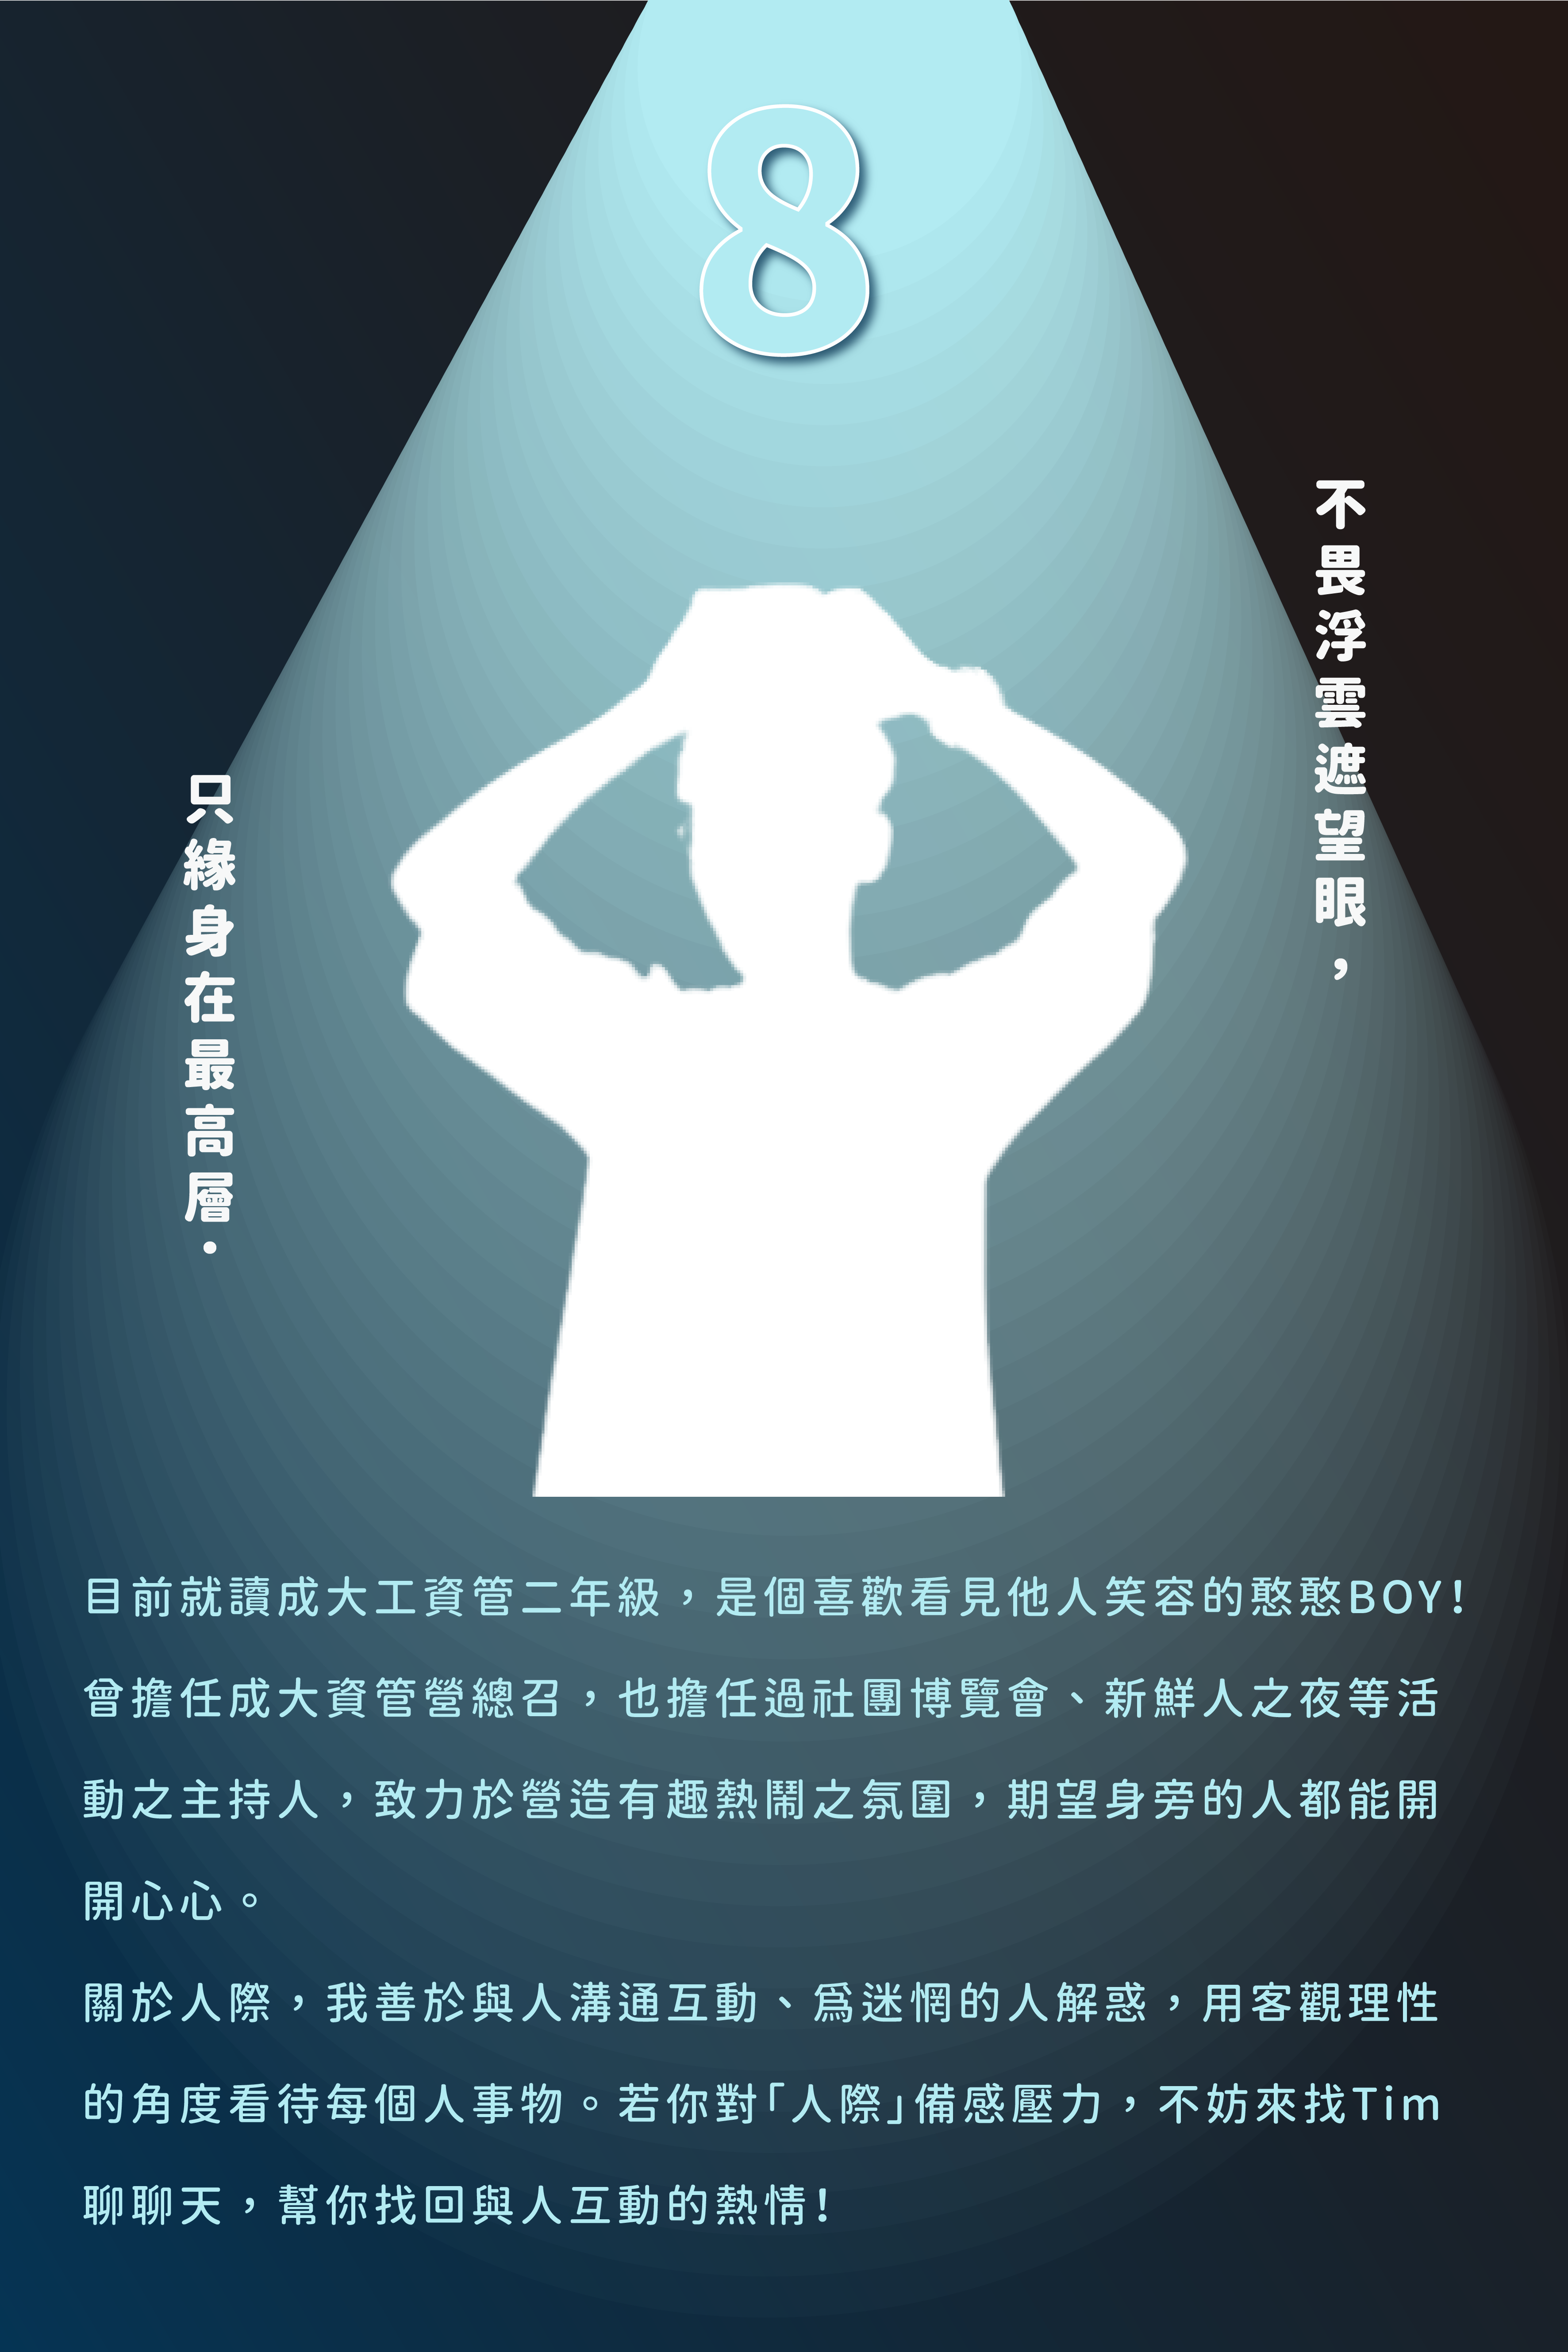 8
不畏浮雲遮望眼，
只緣身在最高層．
目前就讀成大工資管二年級，是個喜歡看見他人笑容的憨憨BOY!
曾擔任成大資管營總召，也擔任過社團博覽會、新鮮人之夜等活
動之主持人，致力於營造有趣熱鬧之氛圍，期望身旁的人都能開
開心心。
關於人際，我善於與人溝通互動、爲迷惘的人解惑，用客觀理性
的角度看待每個人事物。若你對「人際」備感壓力，不妨來找Tim
聊聊天，幫你找回與人互動的熱情!